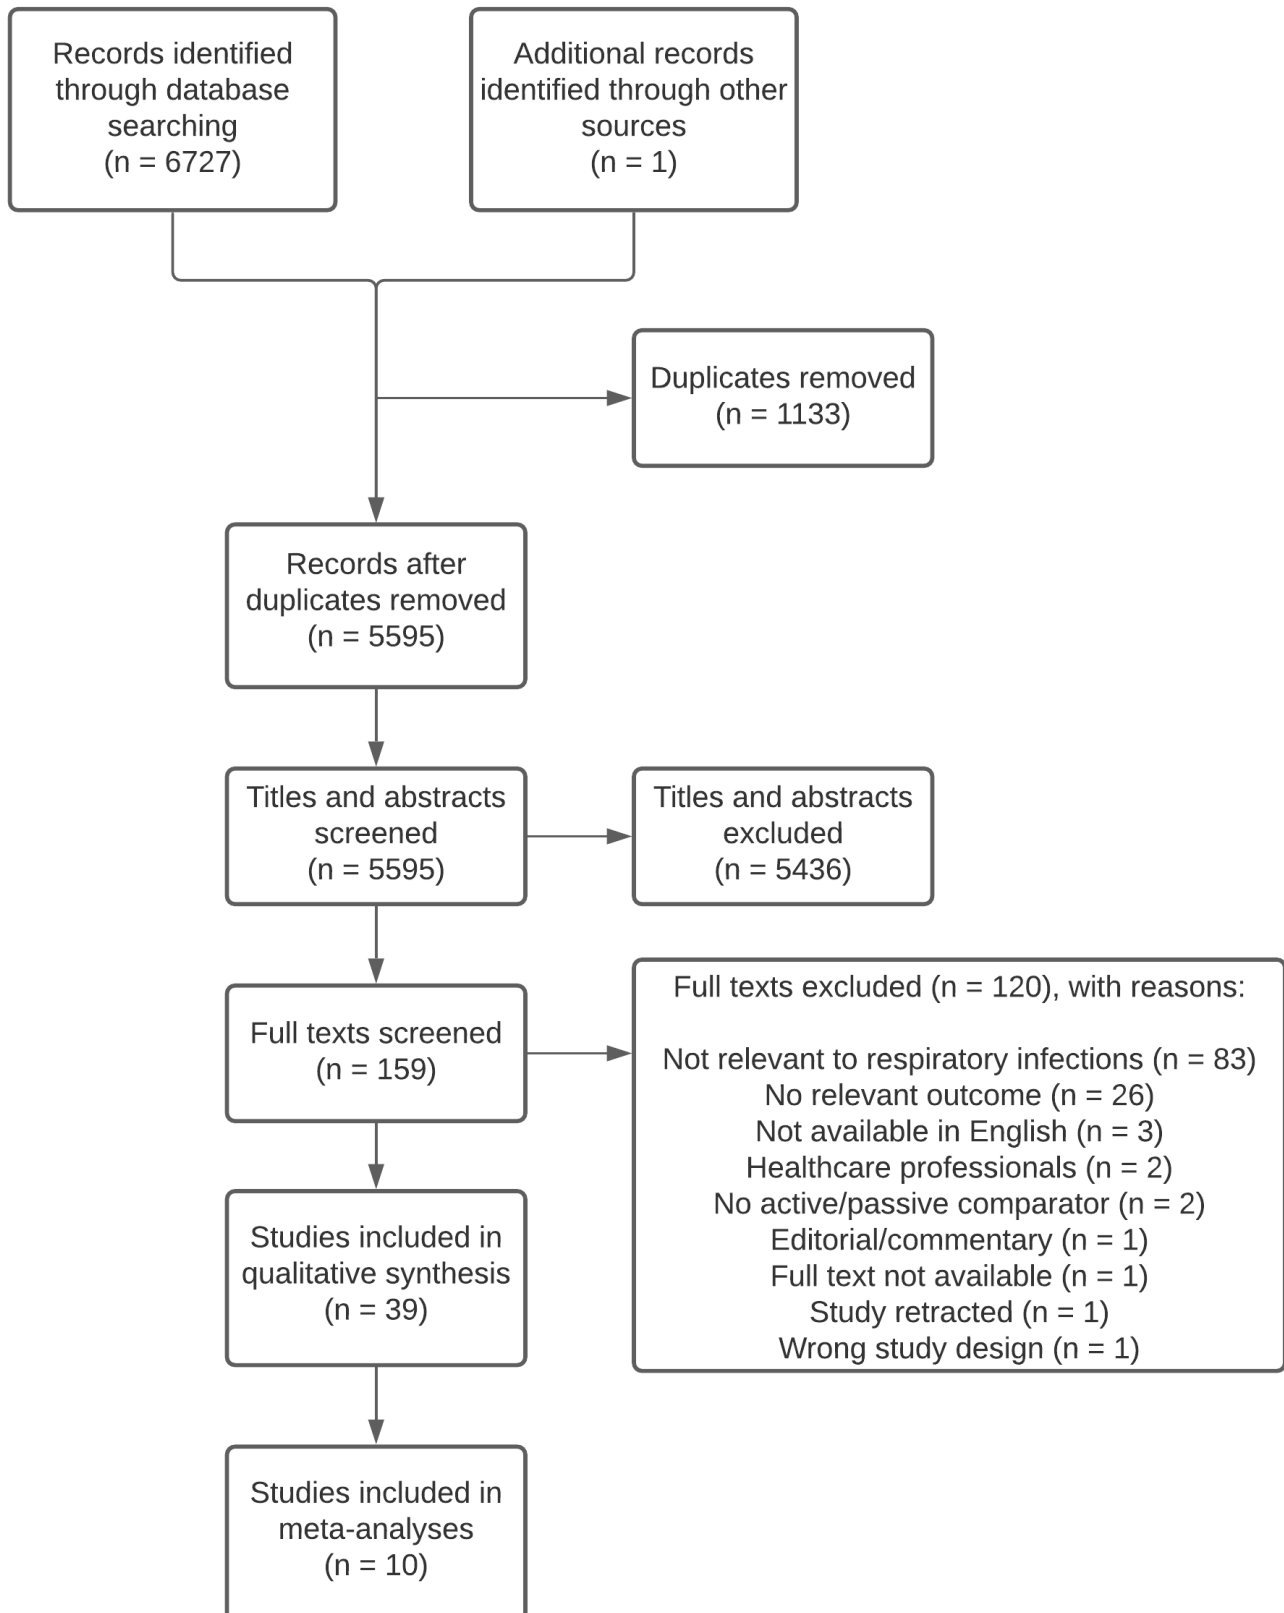 Records identified
through database
searching
(n = 6727)
Additional records
identified through other
sources
(n = 1)
Duplicates removed
(n = 1133)
Records after
duplicates removed
(n = 5595)
Titles and abstracts
screened
(n = 5595)
Titles and abstracts
excluded
(n = 5436)
Full texts screened
(n = 159)
Full texts excluded (n = 120), with reasons:
Not relevant to respiratory infections (n = 83)
No relevant outcome (n = 26)
Not available in English (n = 3)
Healthcare professionals (n = 2)
No active/passive comparator (n = 2)
Editorial/commentary (n = 1)
Full text not available (n = 1)
Study retracted (n = 1)
Wrong study design (n = 1)
Studies included in
qualitative synthesis
(n = 39)
Studies included in
meta-analyses
(n = 10)